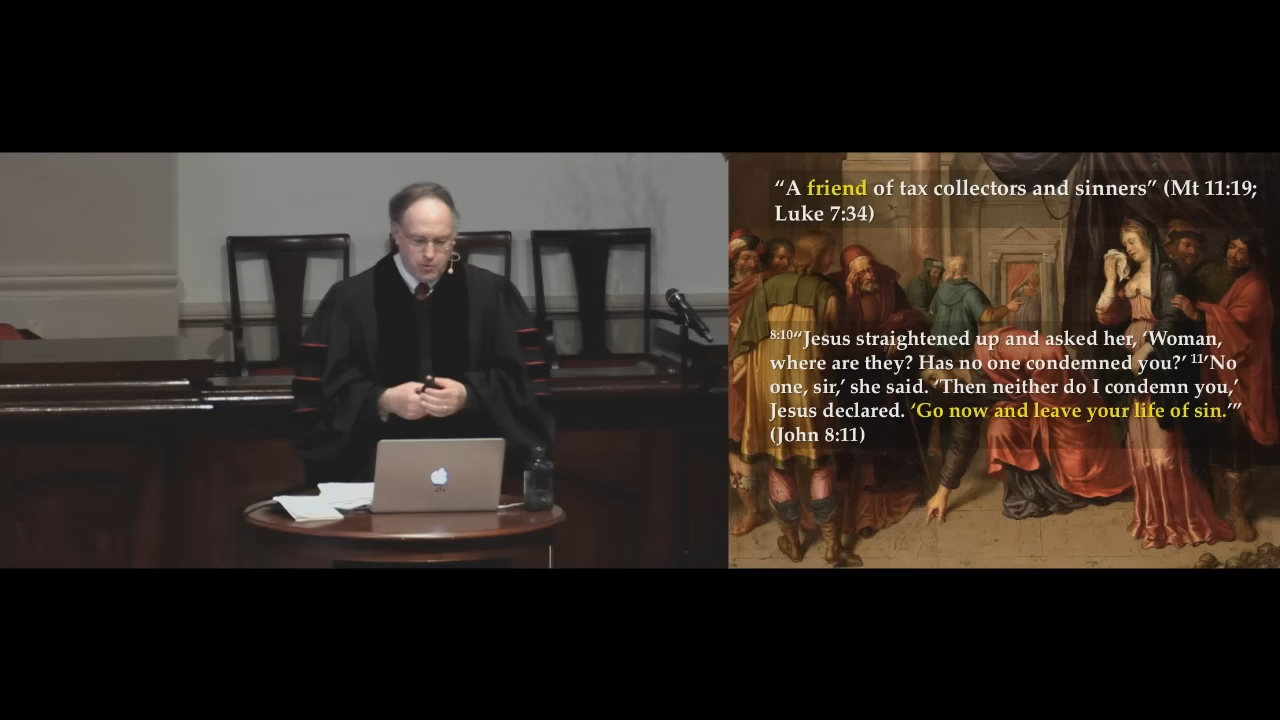 “A friend of tax collectors and sinners” (Mt 11:19;
Luke 7:34)
8:10“Jesus straightened up and asked her, ‘Woman,
where are they? Has no one condemned you?’ 11’No
one, sir,’ she said. ‘Then neither do I condemn you,’
Jesus declared. ‘Go now and leave your life of sin.’”
(John 8:11)